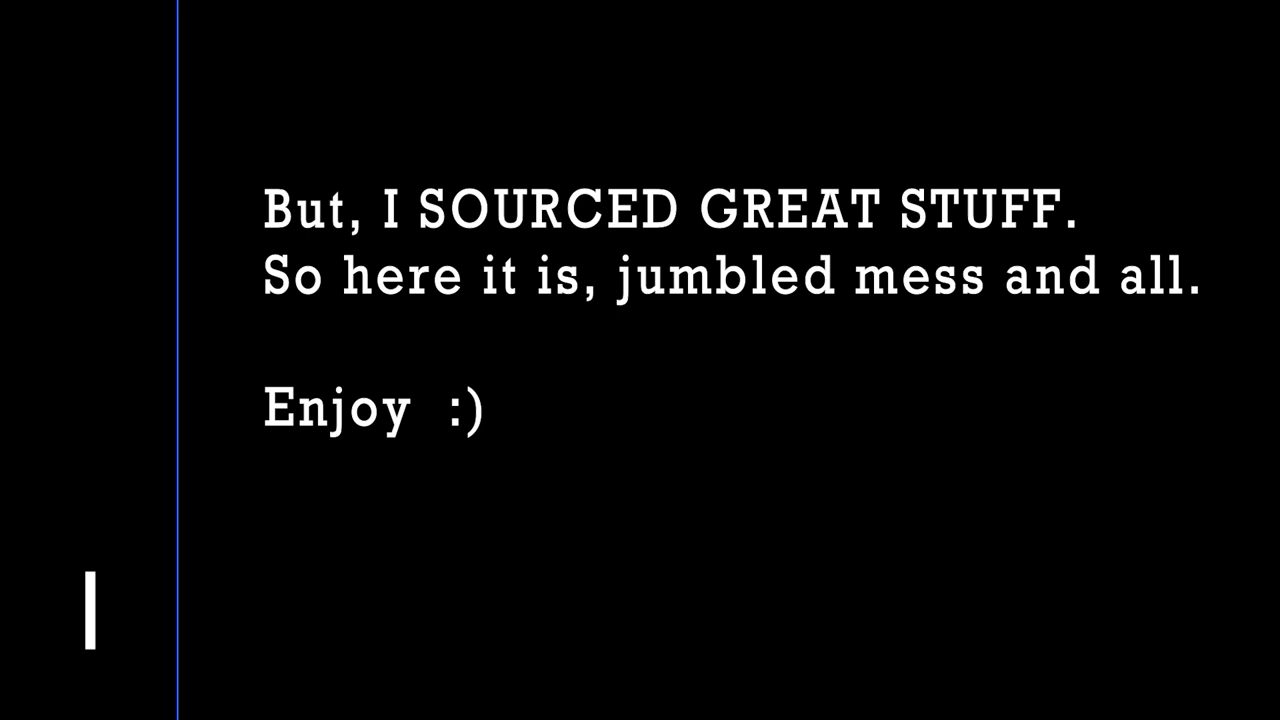 But, I SOURCED GREAT STUFF.
So here it is, jumbled mess and all.
Enjoy :)